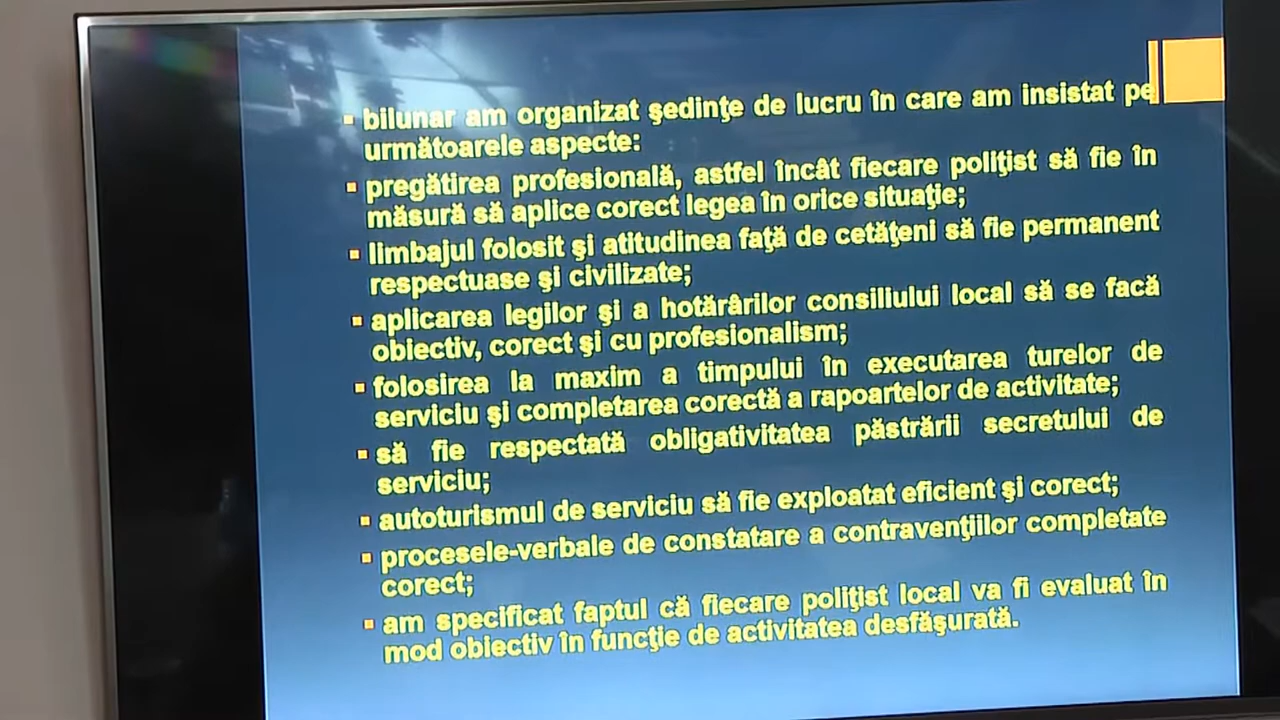 bilunar am organizat şedinţe de lucru în care am insistat pe
următoarele aspecte:
pregătirea profesională, astfel încât fiecare poliţist să fie în
măsură să aplice corect legea în orice situaţie;
limbajul folosit şi atitudinea faţă de cetăţeni să fie permanent
respectuase şi civilizate;
aplicarea legilor şi a hotărârilor consiliului local să se facă
obiectiv, corect şi cu profesionalism;
folosirea la maxim a timpului în executarea turelor de
serviciu şi completarea corectă a rapoartelor de activitate;
să fie respectată obligativitatea păstrării secretului de
serviciu;
autoturismul de serviciu să fie exploatat eficient şi corect;
procesele-verbale de constatare a contravenţiilor completate
corect;
am specificat faptul că fiecare poliţist local va fi evaluat în
mod obiectiv în funcţie de activitatea desfăşurată.